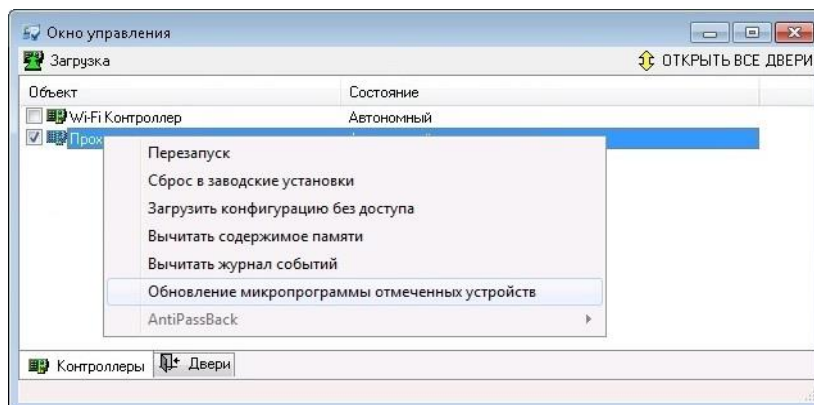 Окно управления
Загрузка ОТКРЫТЬ ВСЕ ДВЕРИ
Объект Состояние
Wi-Fi Контроллер Автономный
Перезапуск
Сброс в заводские установки
Загрузить конфигурацию без доступа
Вычитать содержимое памяти
Вычитать журнал событий
Обновление микропрограммы отмеченных устройств
AntiPassBack
Контроллеры Двери